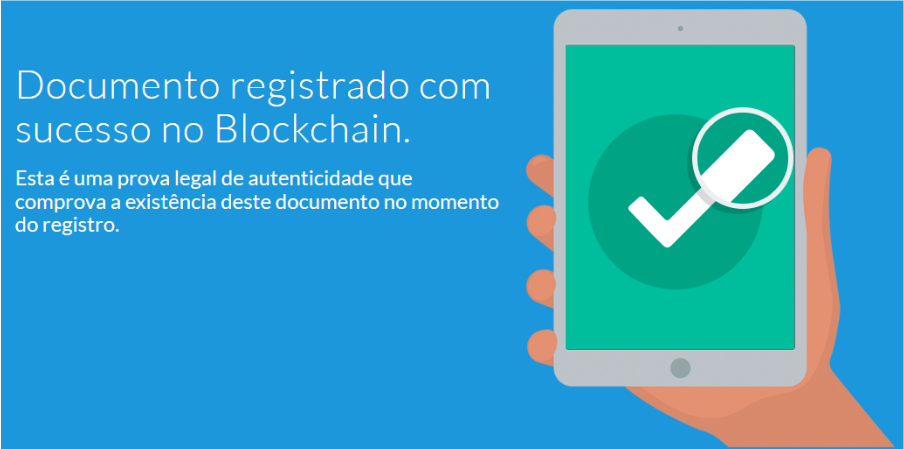 Documento registrado com
sucesso no Blockchain.
Esta é uma prova legal de autenticidade que
comprova a existência deste documento no momento
do registro.